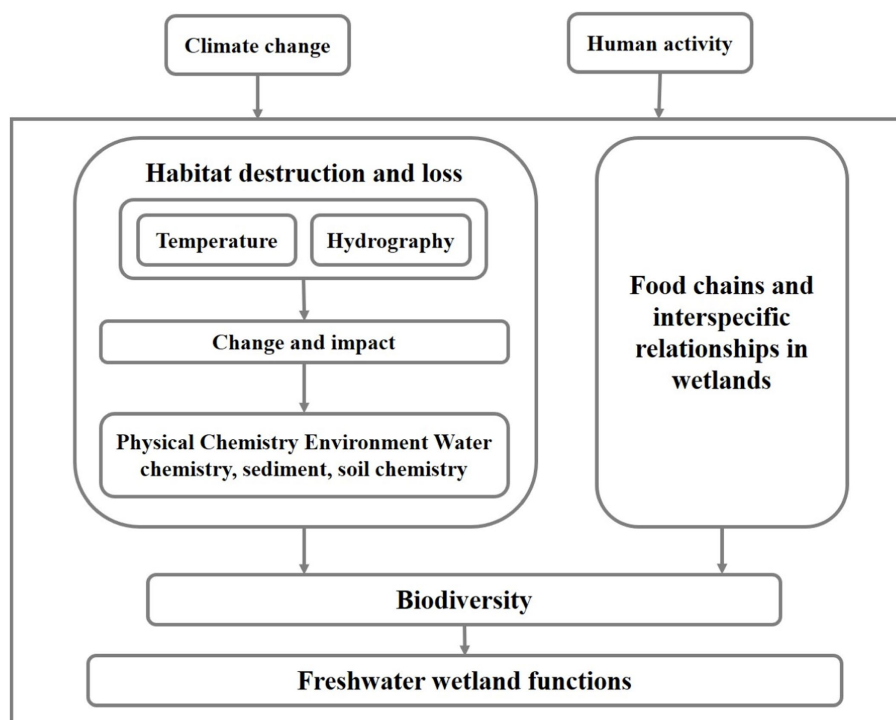 Climate change
Human activity
Habitat destruction and loss
Temperature
Hydrography
Change and impact
Physical Chemistry Environment Water
chemistry, sediment, soil chemistry
Food chains and
interspecific
relationships in
wetlands
Biodiversity
Freshwater wetland functions